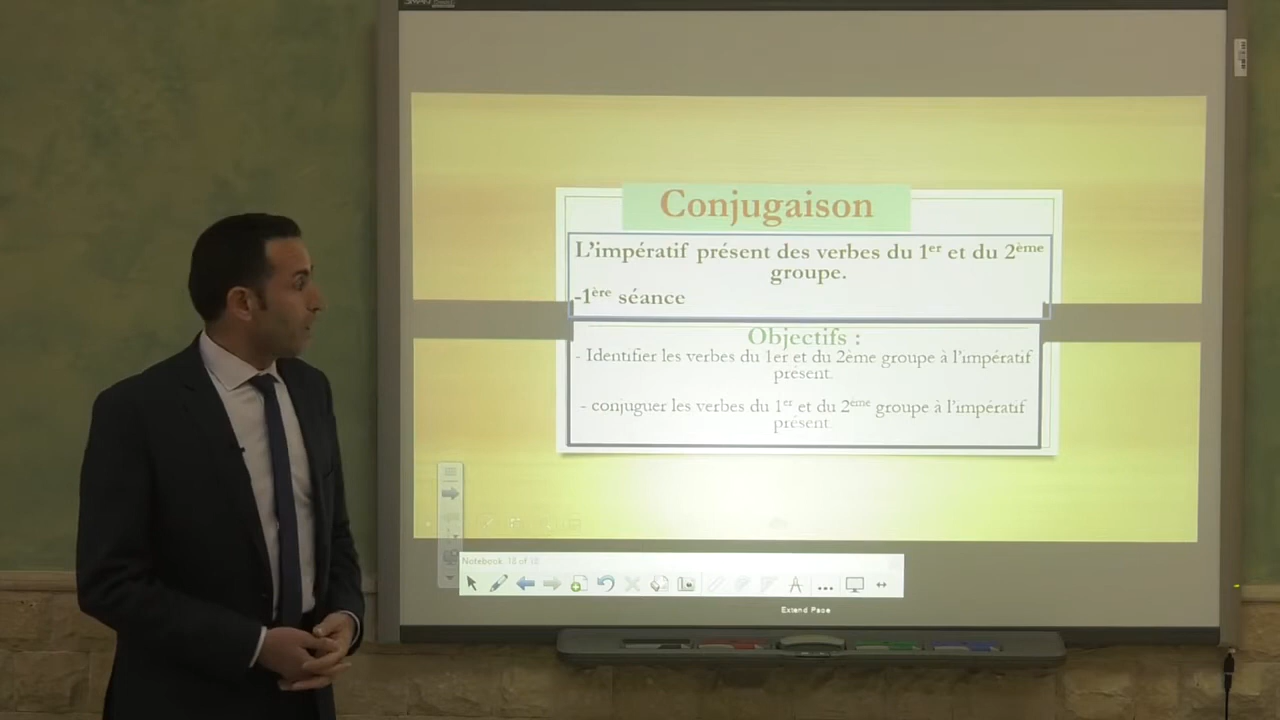 Conjugaison
L'impératif présent des verbes du 1er et du 2ème
groupe.
-1ère séance
Objectifs :
- Identifier les verbes du 1er et du 2ème groupe à l'impératif
présent.
- conjuguer les verbes du 1er et du 2ème groupe à l'impératif
présent.
Notebook 18 of 18
Extend Page